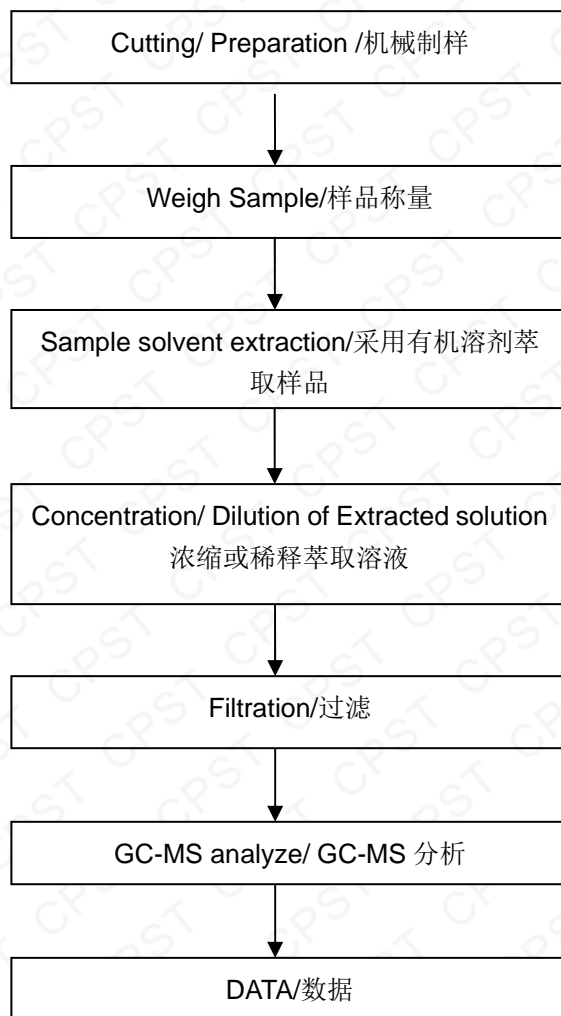 Cutting/ Preparation /机械制样
Weigh Sample/样品称量
Sample solvent extraction/采用有机溶剂萃
取样品
Concentration/ Dilution of Extracted solution
浓缩或稀释萃取溶液
Filtration/过滤
GC-MS analyze/ GC-MS 分析
DATA/数据